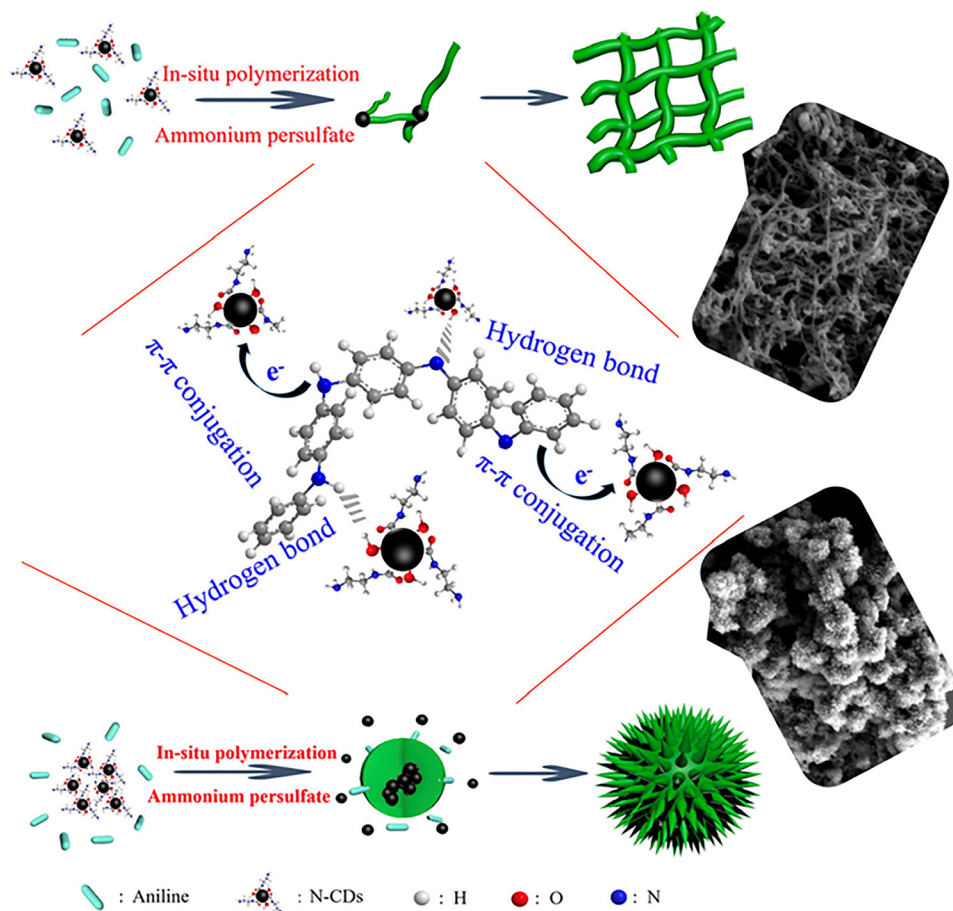 In-situ polymerization
Ammonium persulfate
π-π conjugation
e-
Hydrogen bond
Hydrogen bond
π-π conjugation
e-
In-situ polymerization
Ammonium persulfate
: Aniline
: N-CDs
: H
: O
: N